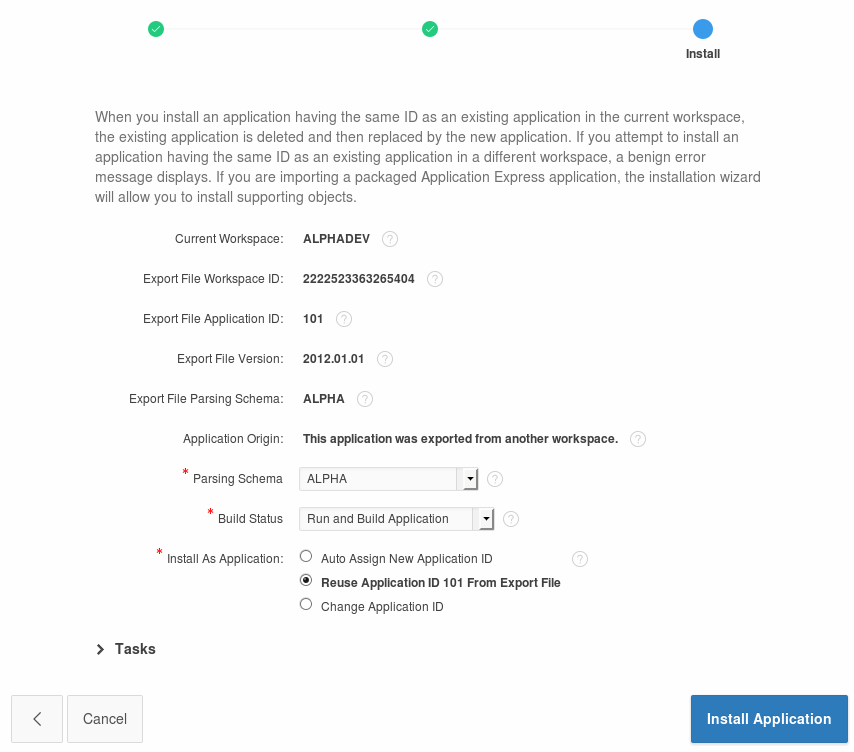 Install
When you install an application having the same ID as an existing application in the current workspace,
the existing application is deleted and then replaced by the new application. If you attempt to install an
application having the same ID as an existing application in a different workspace, a benign error
message displays. If you are importing a packaged Application Express application, the installation wizard
will allow you to install supporting objects.
Current Workspace: ALPHADEV ?
Export File Workspace ID: 2222523363265404 ?
Export File Application ID: 101 ?
Export File Version: 2012.01.01 ?
Export File Parsing Schema: ALPHA ?
Application Origin: This application was exported from another workspace. ?
* Parsing Schema ALPHA ?
* Build Status Run and Build Application ?
* Install As Application: Auto Assign New Application ID ?
Reuse Application ID 101 From Export File
Change Application ID
Tasks
Cancel Install Application